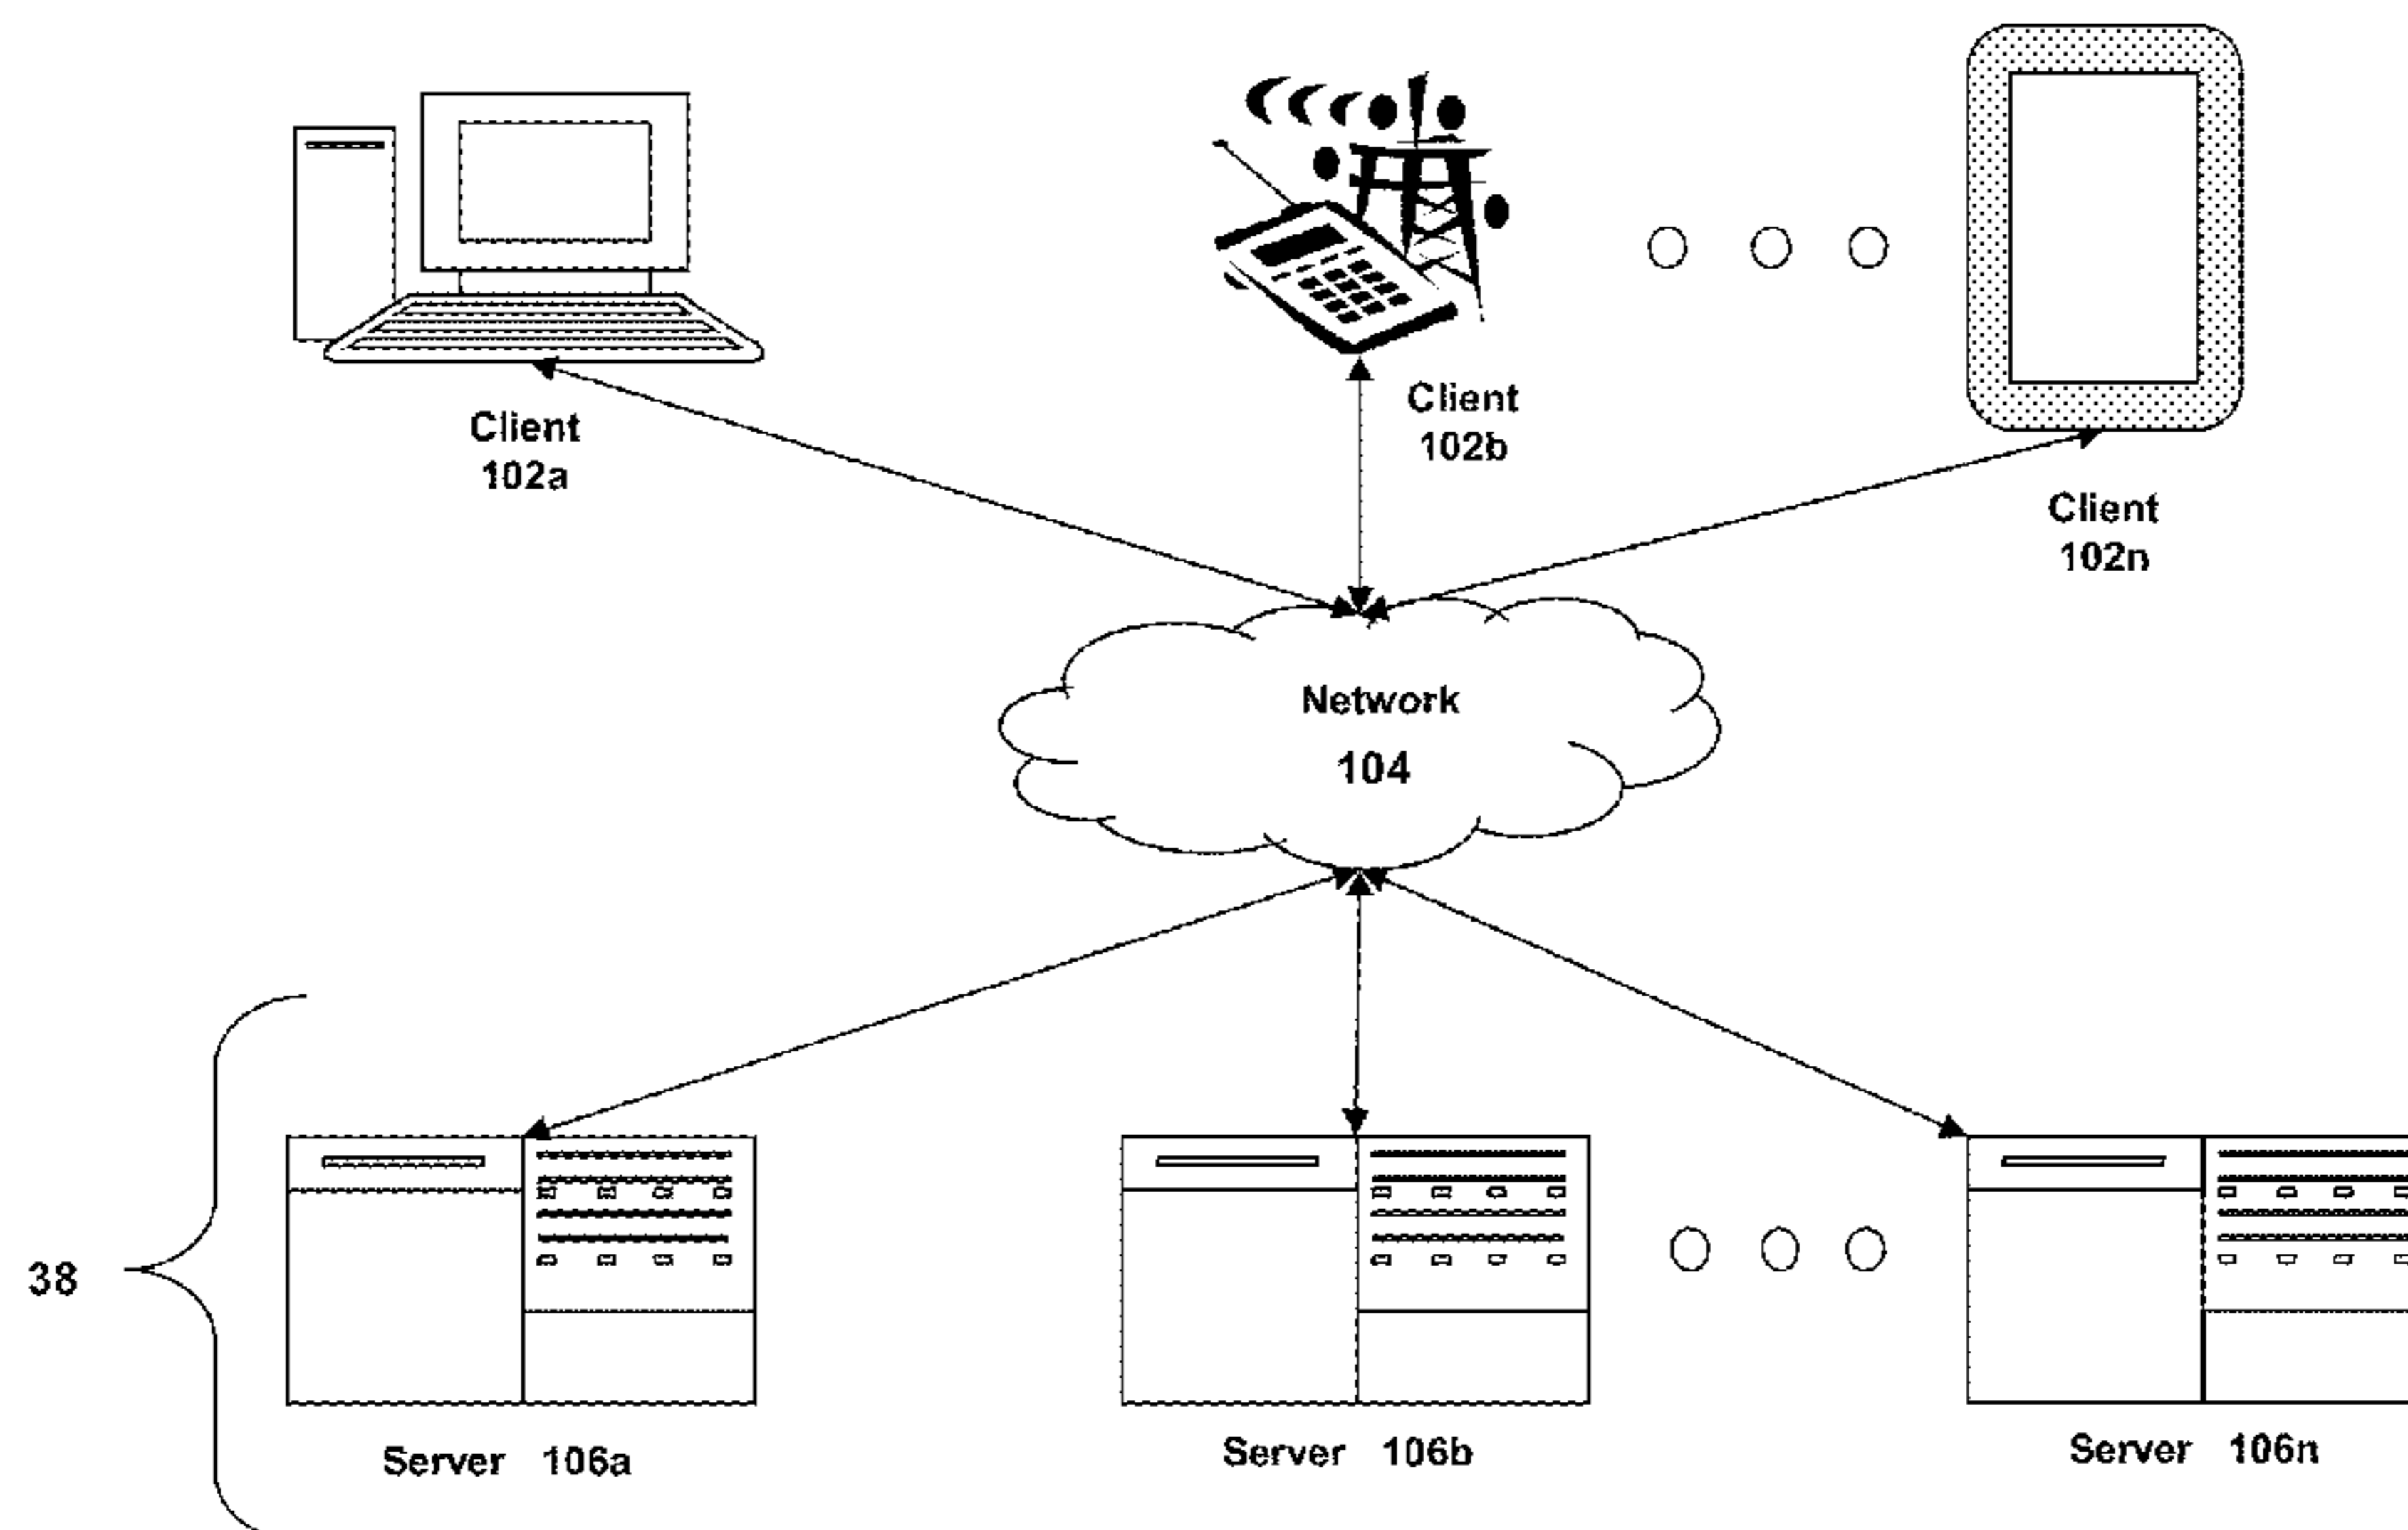 Client
102a
Client
102b
Client
102n
Network
104
38
Server 106a
Server 106b
Server 106n